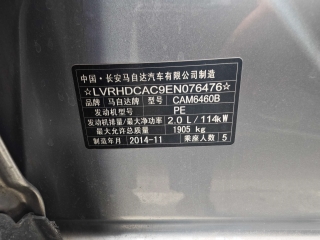 中国·长安马自达汽车有限公司制造
☆LVRHDCAC9EN076476☆
品牌 马自达牌 型号 CAM6460B
发动机型号 PE
发动机排量/最大净功率 2.0 L/114kW
最大允许总质量 1905 kg
制造年月 2014-11 乘座人数 5